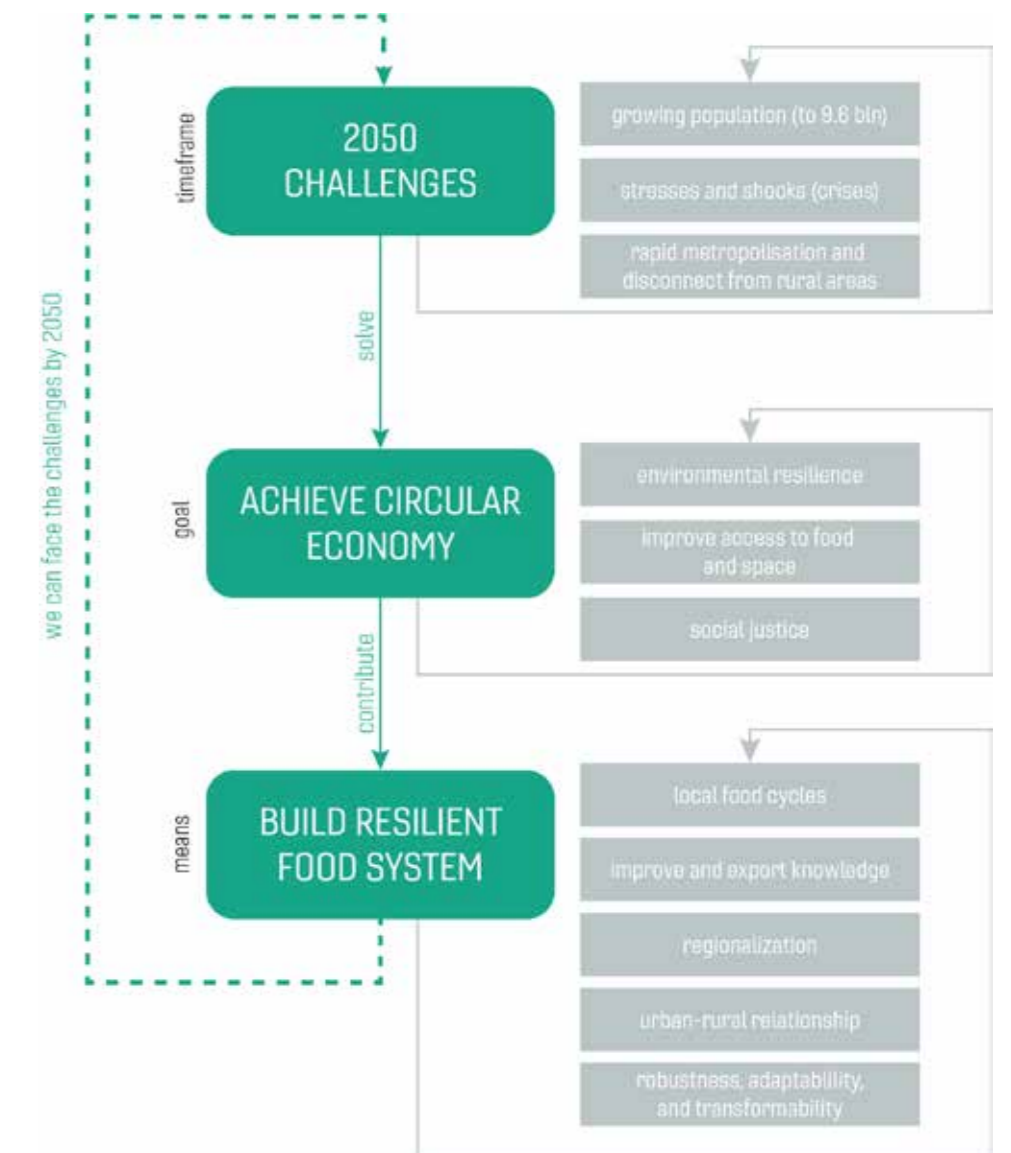 timeframe
2050
CHALLENGES
growing population (to 9.6 bln)
stresses and shocks (crises)
rapid metropolisation and
disconnect from rural areas
we can face the challenges by 2050
solve
goal
ACHIEVE CIRCULAR
ECONOMY
environmental resilience
improve access to food
and space
social justice
contribute
means
BUILD RESILIENT
FOOD SYSTEM
local food cycles
improve and export knowledge
regionalization
urban-rural relationship
robustness, adaptability,
and transformability